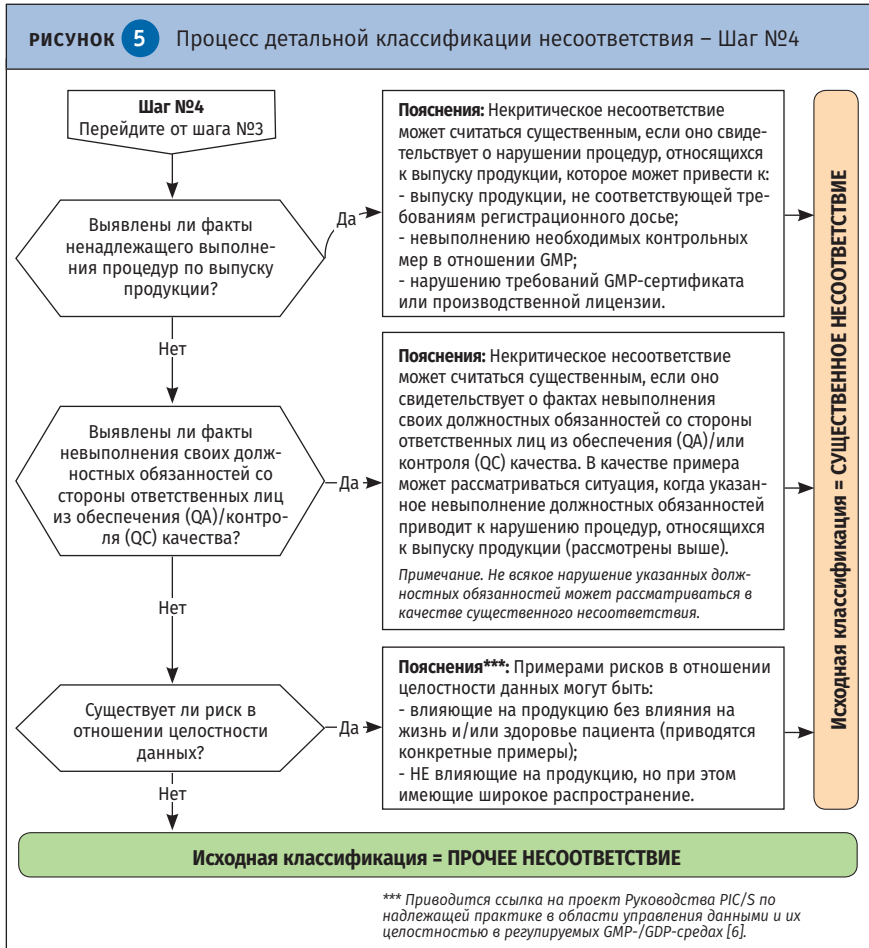 РИСУНОК 5 Процесс детальной классификации несоответствия – Шаг №4
Шаг №4
Перейдите от шага №3
Выявлены ли факты
ненадлежащего выполне-
ния процедур по выпуску
продукции?
Да
Пояснения: Некритическое несоответствие
может считаться существенным, если оно свиде-
тельствует о нарушении процедур, относящихся
к выпуску продукции, которое может привести к:
- выпуску продукции, не соответствующей тре-
бованиям регистрационного досье;
- невыполнению необходимых контрольных
мер в отношении GMP;
- нарушению требований GMP-сертификата
или производственной лицензии.
Нет
Выявлены ли факты
невыполнения своих долж-
ностных обязанностей со
стороны ответственных лиц
из обеспечения (QA)/контро-
ля (QC) качества?
Да
Пояснения: Некритическое несоответствие
может считаться существенным, если оно
свидетельствует о фактах невыполнения
своих должностных обязанностей со стороны
ответственных лиц из обеспечения (QA)/или
контроля (QC) качества. В качестве примера
может рассматриваться ситуация, когда указан-
ное невыполнение должностных обязанностей
приводит к нарушению процедур, относящихся
к выпуску продукции (рассмотрены выше).
Примечание. Не всякое нарушение указанных долж-
ностных обязанностей может рассматриваться в
качестве существенного несоответствия.
Нет
Существует ли риск в
отношении целостности
данных?
Да
Пояснения***: Примерами рисков в отношении
целостности данных могут быть:
- влияющие на продукцию без влияния на
жизнь и/или здоровье пациента (приводятся
конкретные примеры);
- НЕ влияющие на продукцию, но при этом
имеющие широкое распространение.
Нет
Исходная классификация = СУЩЕСТВЕННОЕ НЕСООТВЕТСТВИЕ
Исходная классификация = ПРОЧЕЕ НЕСООТВЕТСТВИЕ
*** Приводится ссылка на проект Руководства PIC/S по
надлежащей практике в области управления данными и их
целостностью в регулируемых GMP-/GDP-средах [6].